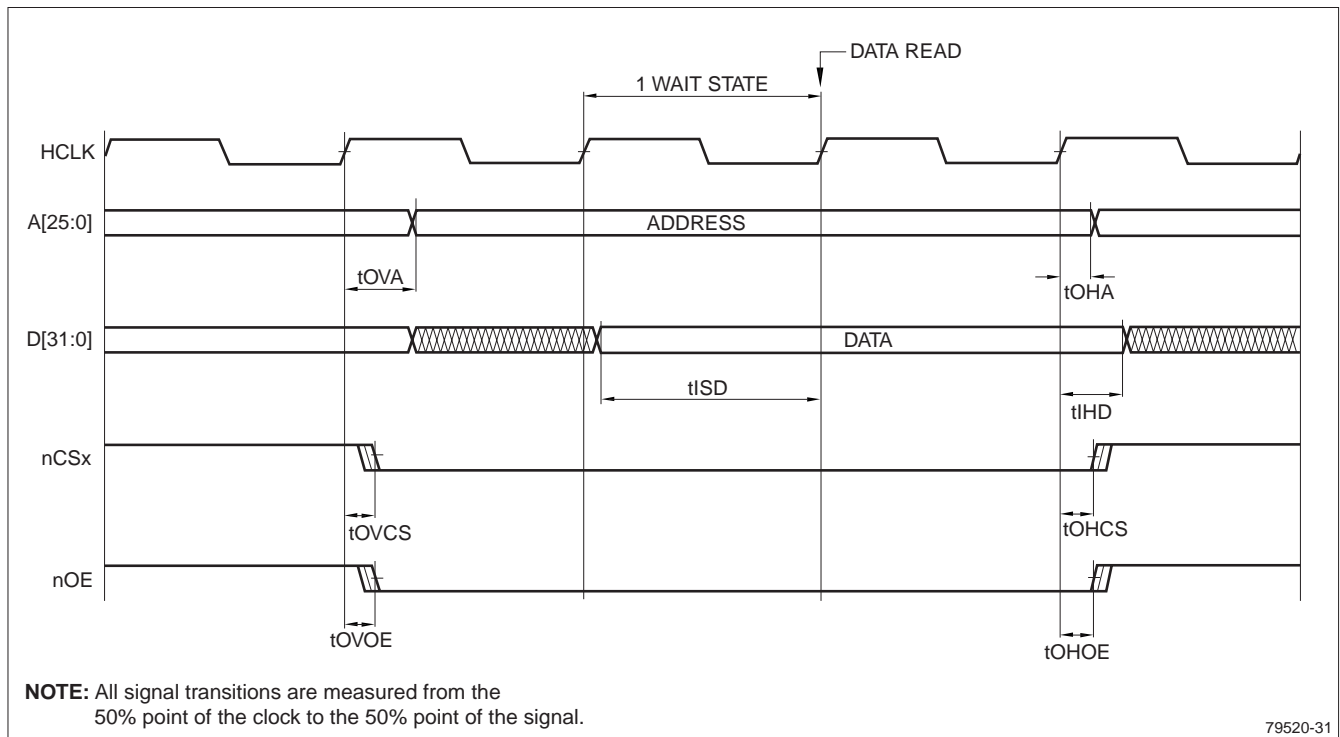 DATA READ
1 WAIT STATE
HCLK
A[25:0]
ADDRESS
tOVA
tOHA
D[31:0]
DATA
tISD
tIHD
nCSx
tOVCS
tOHCS
nOE
tOVOE
tOHOE
NOTE: All signal transitions are measured from the
50% point of the clock to the 50% point of the signal.
79520-31